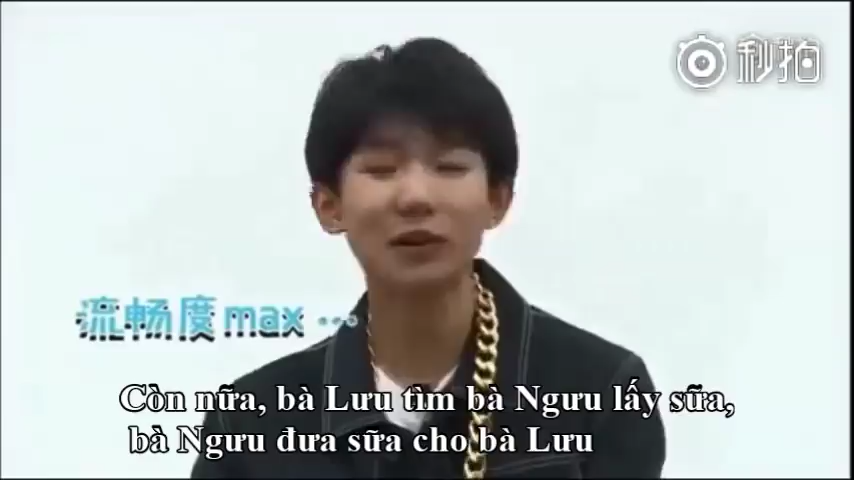 秒拍
流畅度max...
Còn nữa, bà Lưu tìm bà Ngưu lấy sữa,
bà Ngưu đưa sữa cho bà Lưu